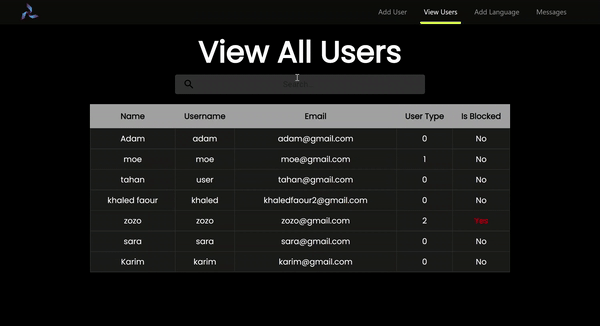 Add User View Users Add Language Messages
View All Users
Search
Name Username Email User Type Is Blocked
Adam adam adam@gmail.com 0 No
moe moe moe@gmail.com 1 No
tahan user tahan@gmail.com 0 No
khaled faour khaled khaledfaour2@gmail.com 0 No
zozo zozo zozo@gmail.com 2 Yes
sara sara sara@gmail.com 0 No
Karim karim karim@gmail.com 0 No